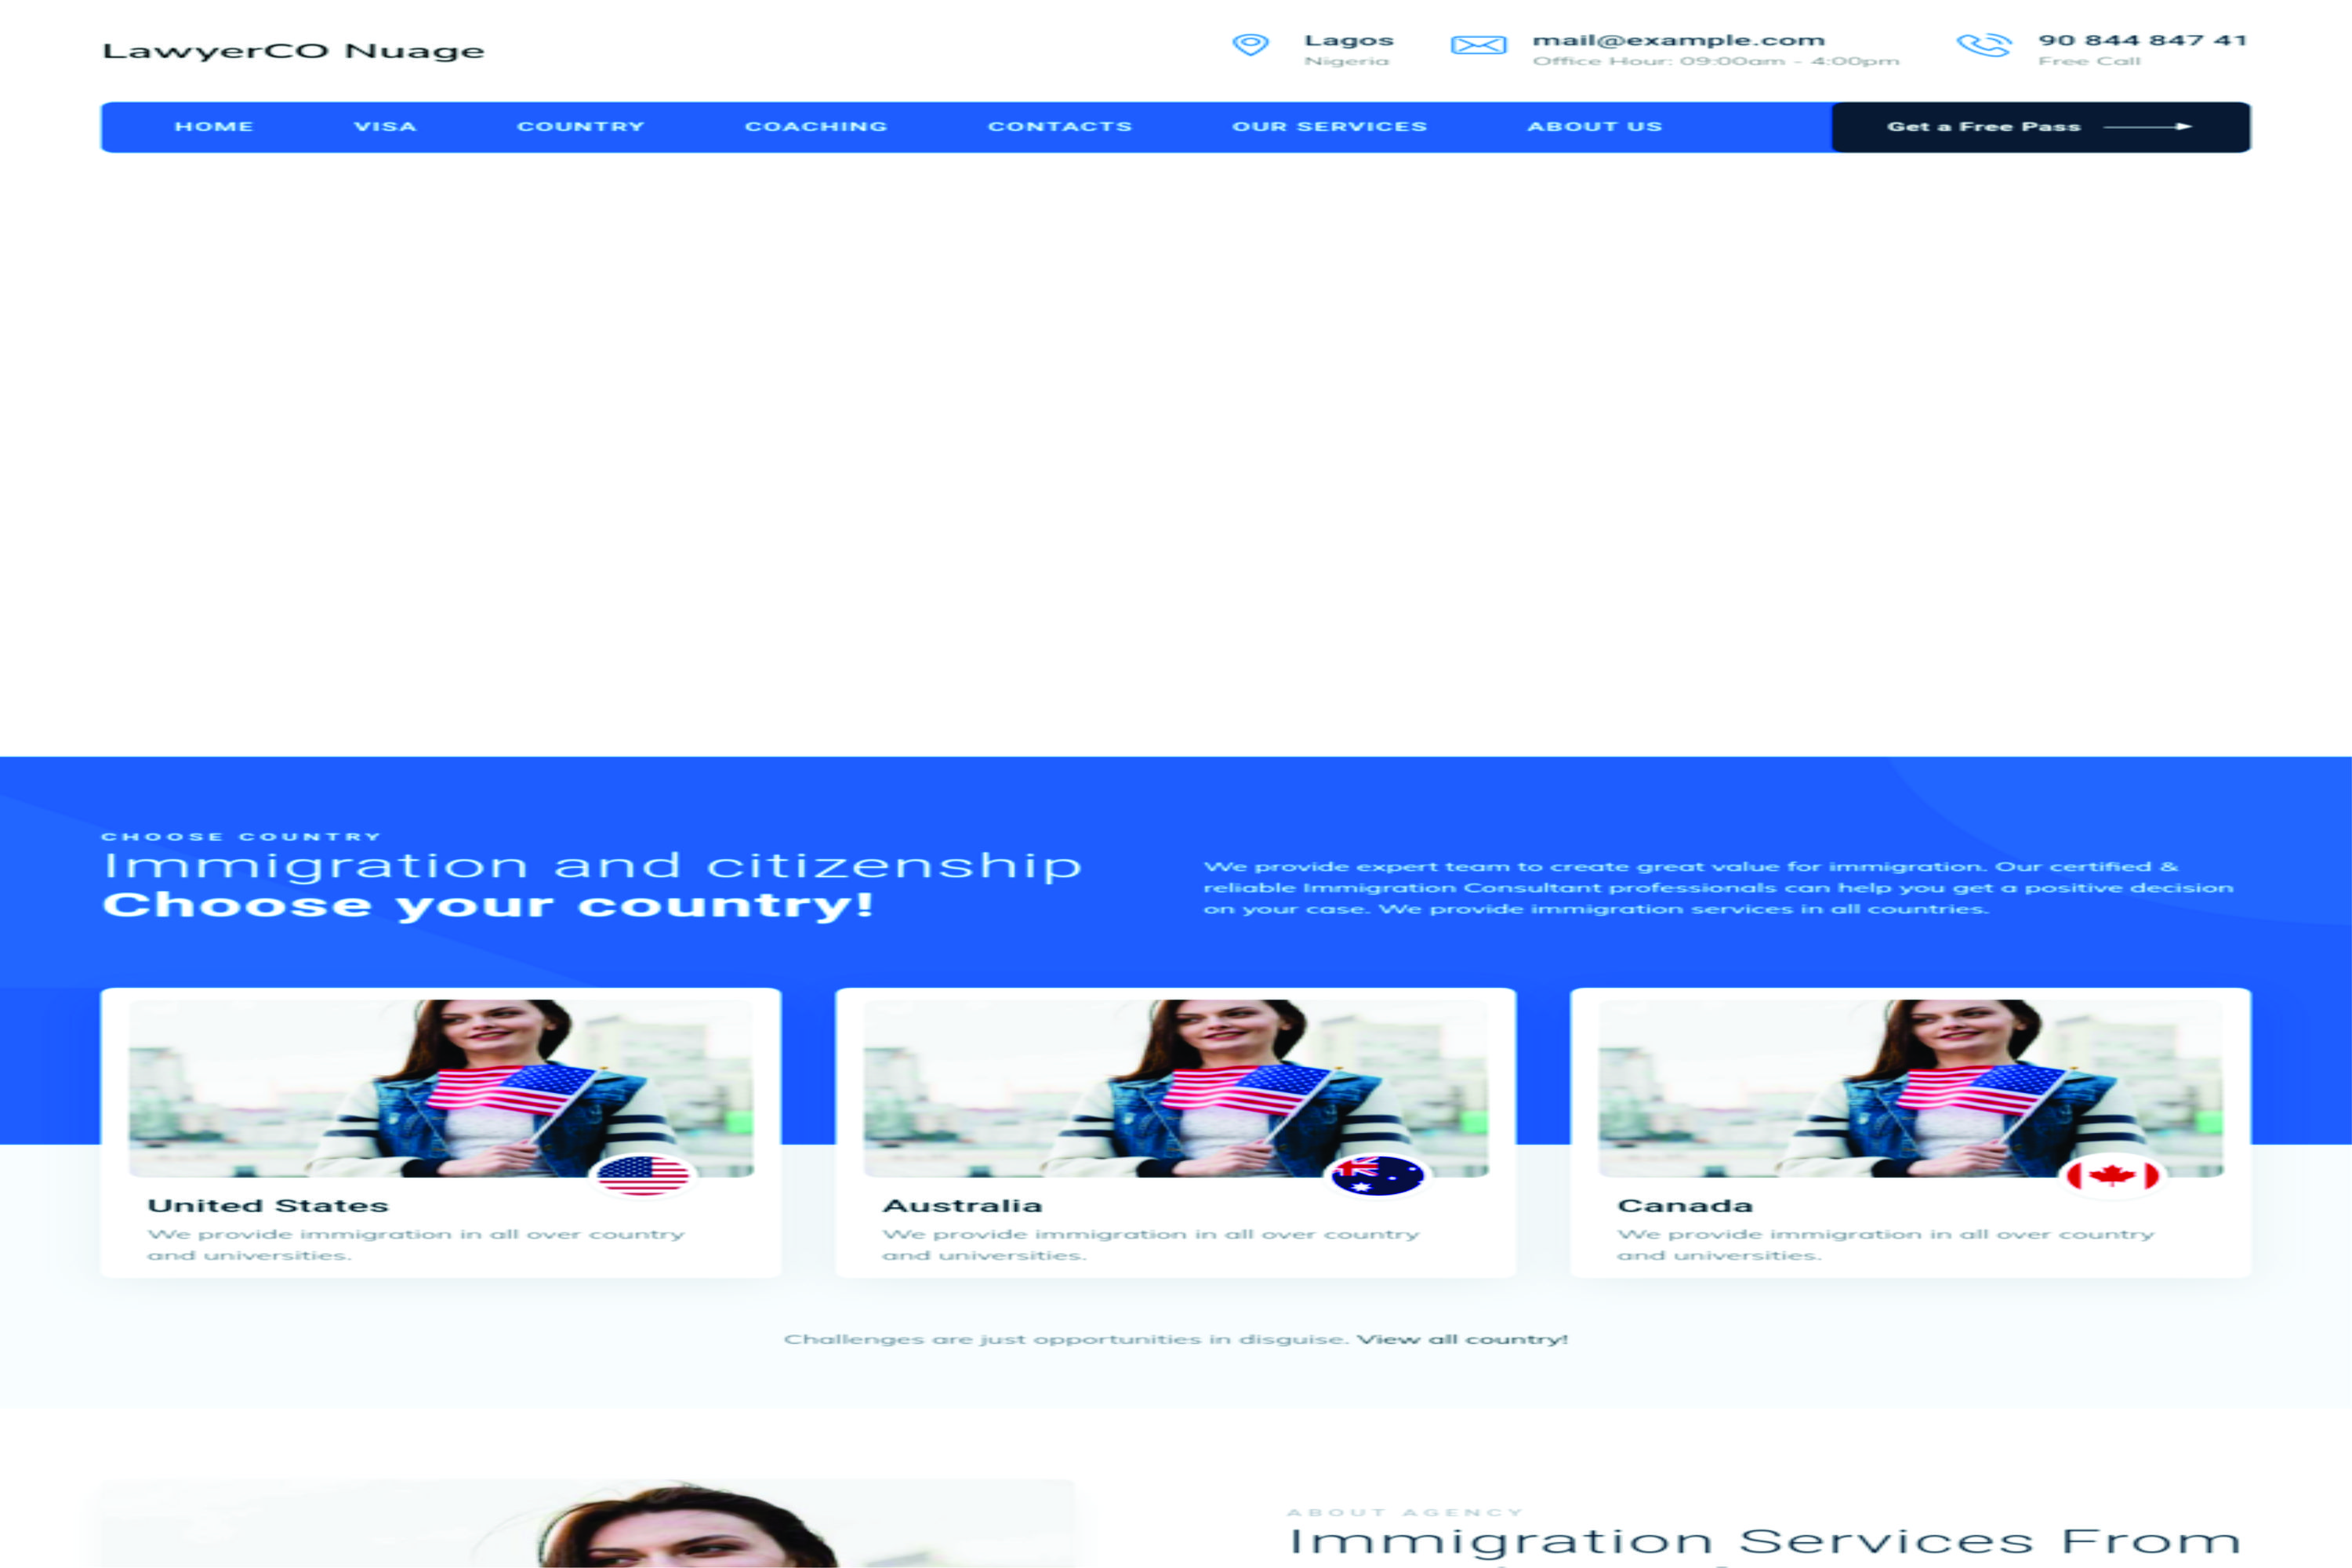 LawyerCO Nuage
Lagos
Nigeria
mail@example.com
Office Hour: 09:00am - 4:00pm
90 844 847 41
Free Call
HOME
VISA
COUNTRY
COACHING
CONTACTS
OUR SERVICES
ABOUT US
Get a Free Pass
CHOOSE COUNTRY
Immigration and citizenship
Choose your country!
We provide expert team to create great value for immigration. Our certified &
reliable Immigration Consultant professionals can help you get a positive decision
on your case. We provide immigration services in all countries.
United States
We provide immigration in all over country
and universities.
Australia
We provide immigration in all over country
and universities.
Canada
We provide immigration in all over country
and universities.
Challenges are just opportunities in disguise. View all country!
ABOUT AGENCY
Immigration Services From